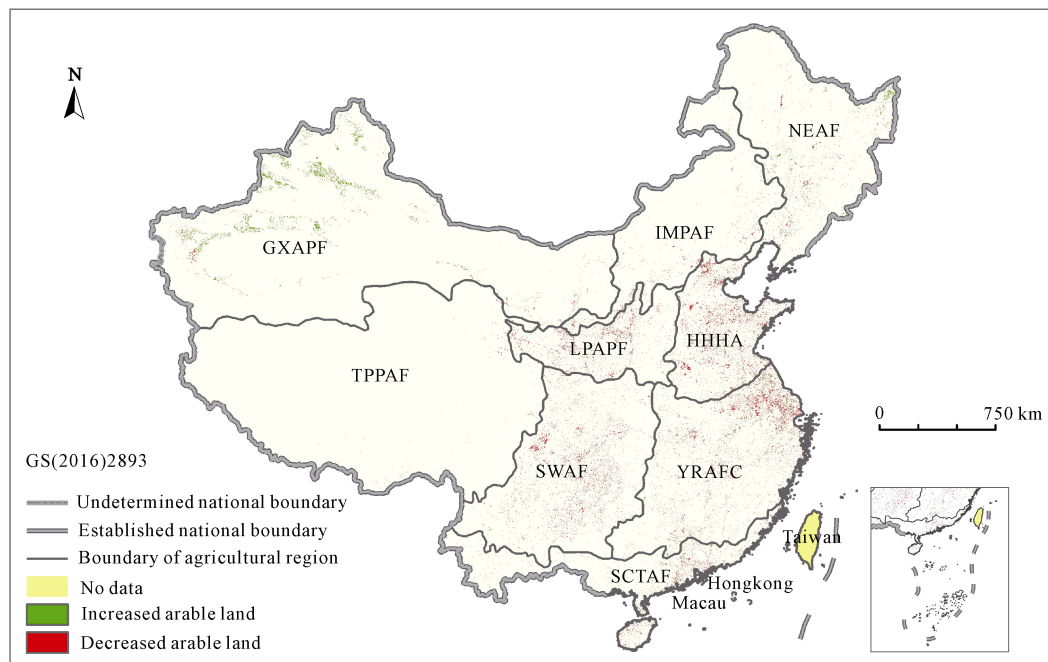 N
NEAF
IMPAF
GXAPF
HHHA
LPAPF
TPPAF
SWAF
YRAFC
SCTAF
Taiwan
Hongkong
Macau
0 750 km
GS(2016)2893
Undetermined national boundary
Established national boundary
Boundary of agricultural region
No data
Increased arable land
Decreased arable land